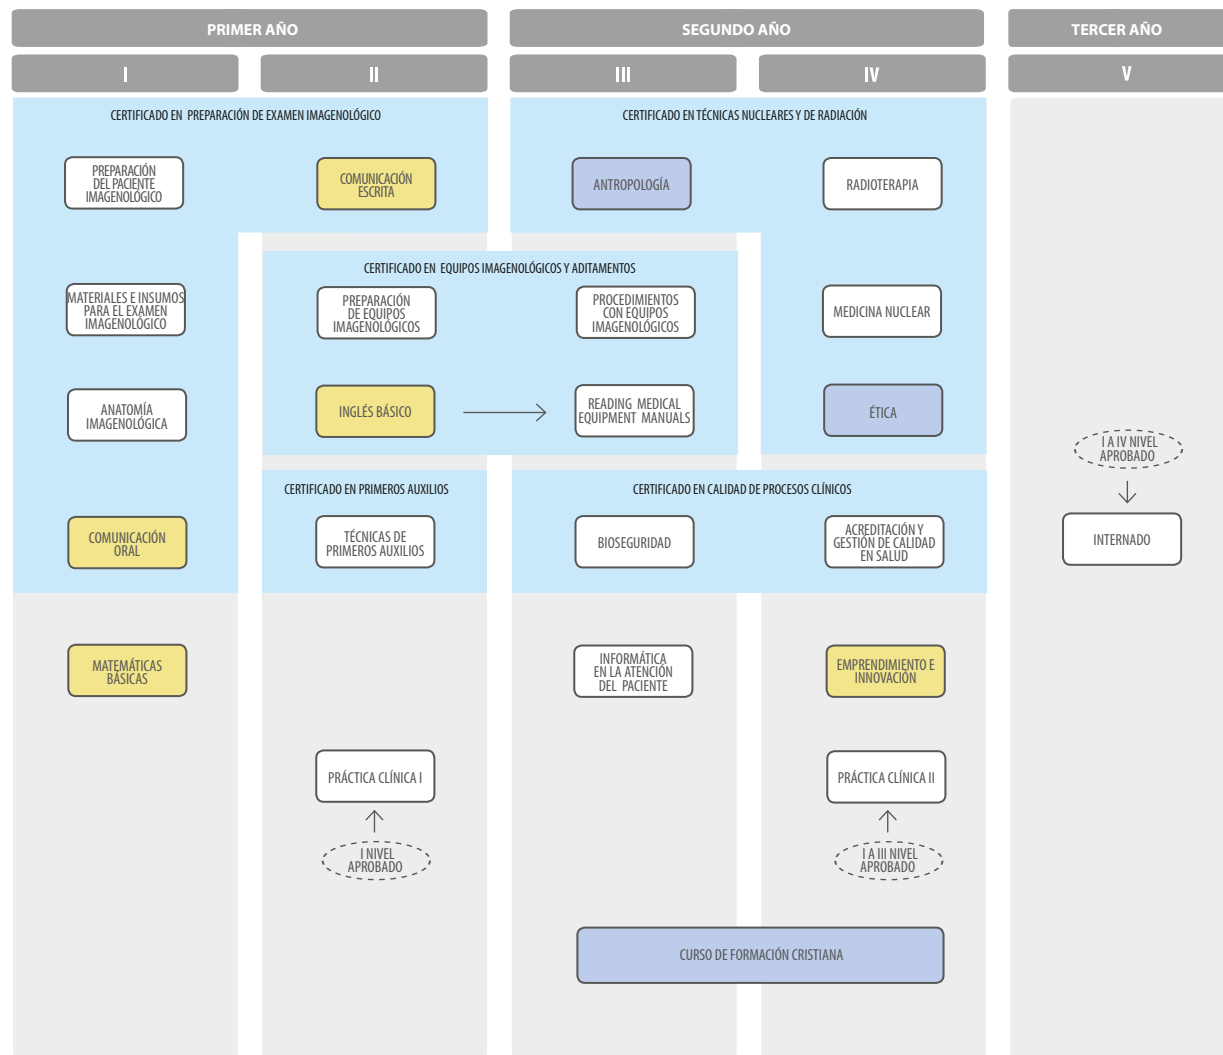 PRIMER AÑO
SEGUNDO AÑO
TERCER AÑO
I
II
III
IV
V
CERTIFICADO EN PREPARACIÓN DE EXAMEN IMAGENOLÓGICO
CERTIFICADO EN TÉCNICAS NUCLEARES Y DE RADIACIÓN
PREPARACIÓN
DEL PACIENTE
IMAGENOLÓGICO
COMUNICACIÓN
ESCRITA
ANTROPOLOGÍA
RADIOTERAPIA
CERTIFICADO EN EQUIPOS IMAGENOLÓGICOS Y ADITAMENTOS
MATERIALES E INSUMOS
PARA EL EXAMEN
IMAGENOLÓGICO
PREPARACIÓN
DE EQUIPOS
IMAGENOLÓGICOS
PROCEDIMIENTOS
CON EQUIPOS
IMAGENOLÓGICOS
MEDICINA NUCLEAR
ANATOMÍA
IMAGENOLÓGICA
INGLÉS BÁSICO
READING MEDICAL
EQUIPMENT MANUALS
ÉTICA
I A IV NIVEL
APROBADO
CERTIFICADO EN PRIMEROS AUXILIOS
CERTIFICADO EN CALIDAD DE PROCESOS CLÍNICOS
COMUNICACIÓN
ORAL
TÉCNICAS DE
PRIMEROS AUXILIOS
BIOSEGURIDAD
ACREDITACIÓN Y
GESTIÓN DE CALIDAD
EN SALUD
INTERNADO
MATEMÁTICAS
BÁSICAS
INFORMÁTICA
EN LA ATENCIÓN
DEL PACIENTE
EMPRENDIMIENTO E
INNOVACIÓN
PRÁCTICA CLÍNICA I
PRÁCTICA CLÍNICA II
I NIVEL
APROBADO
I A III NIVEL
APROBADO
CURSO DE FORMACIÓN CRISTIANA